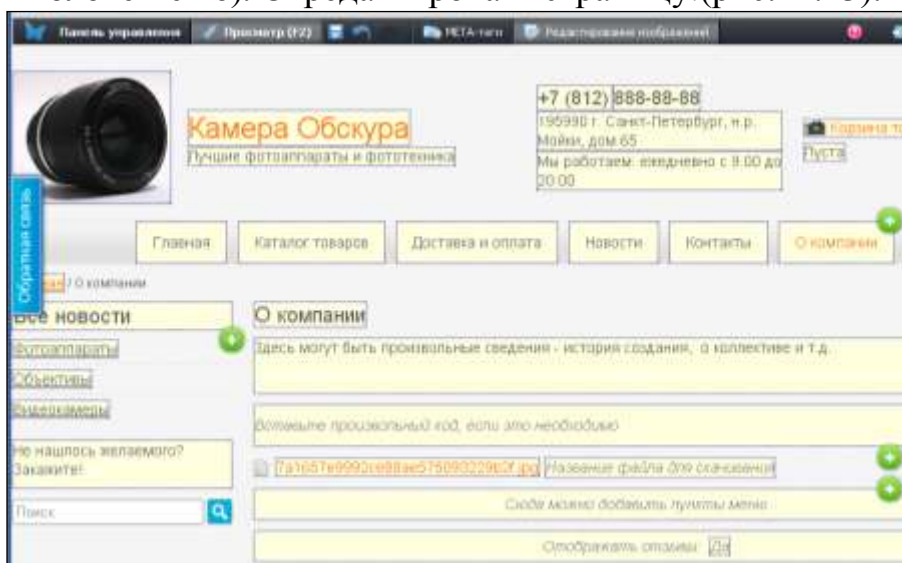 Панель управления Просмотр (F2) META-теги Редактирование изображений
+7 (812) 888-88-88
Камера Обскура
195990 г. Санкт-Петербург, н.р.
Мойки, дом 65
Корзина
Лучшие фотоаппараты и фототехника
Пуста
Мы работаем: ежедневно с 9.00 до
20.00
Обратная связь
Главная Каталог товаров Доставка и оплата Новости Контакты О компании
/ О компании
Все новости
О компании
Фотоаппараты
Здесь могут быть произвольные сведения - история создания, о коллективе и т.д.
Объективы
Видеокамеры
Вставьте произвольный код, если это необходимо
Не нашлось желаемого?
Закажите!
Название файла для скачивания
Сюда можно добавить пункты меню
Поиск
Отображать отзывы: Да